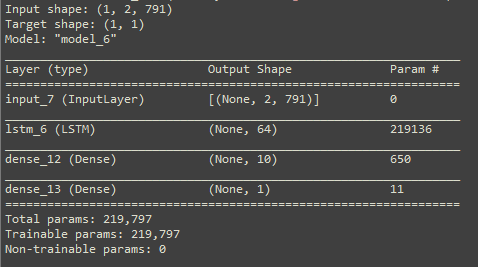 Input shape: (1, 2, 791)
Target shape: (1, 1)
Model: "model_6"
Layer (type) Output Shape Param #
input_7 (InputLayer) [(None, 2, 791)] 0
lstm_6 (LSTM) (None, 64) 219136
dense_12 (Dense) (None, 10) 650
dense_13 (Dense) (None, 1) 11
Total params: 219,797
Trainable params: 219,797
Non-trainable params: 0